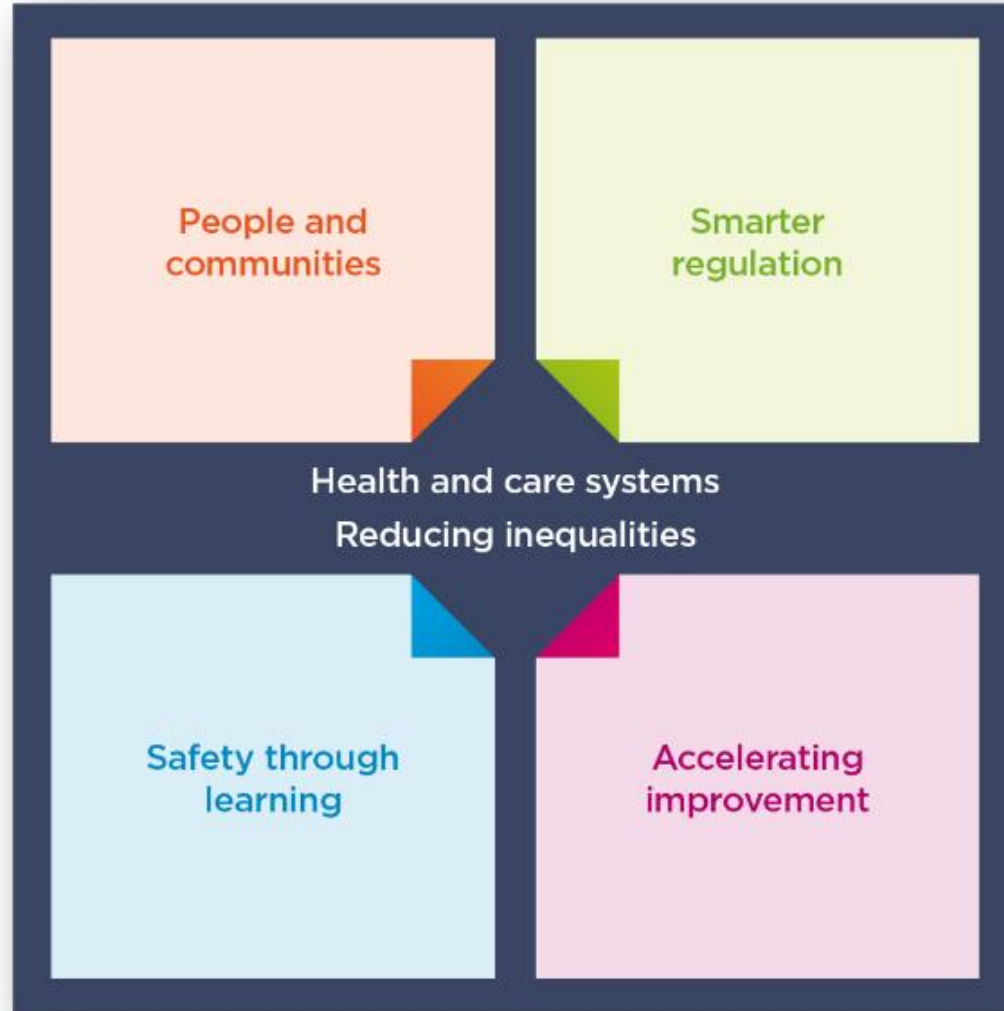 People and
communities
Smarter
regulation
Health and care systems
Reducing inequalities
Safety through
learning
Accelerating
improvement